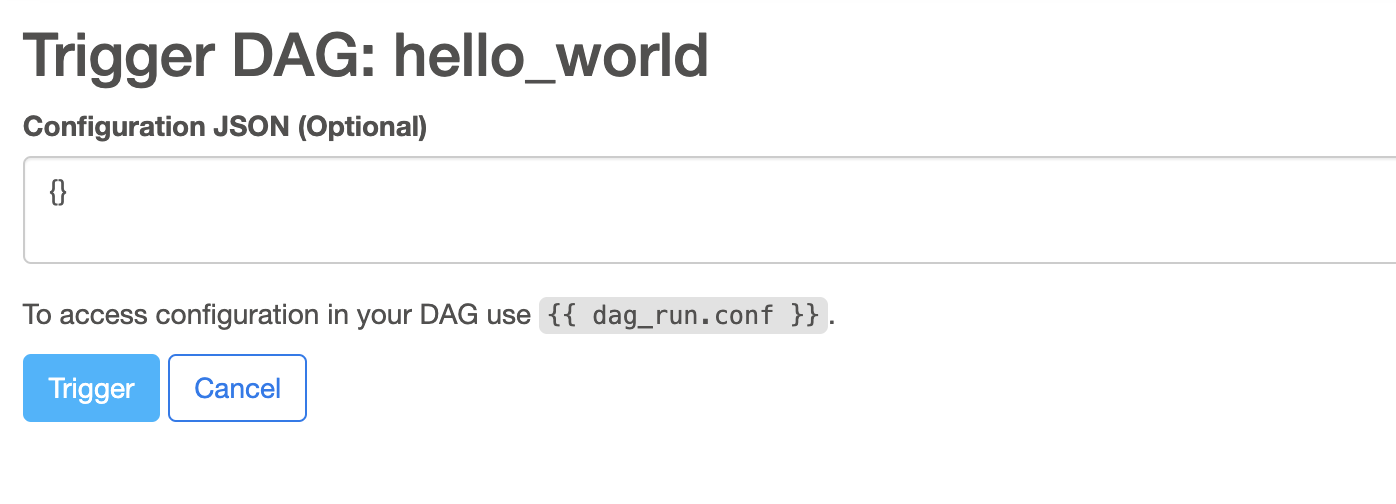 Trigger DAG: hello_world
Configuration JSON (Optional)
{}
To access configuration in your DAG use {{ dag_run.conf }}.
Trigger Cancel